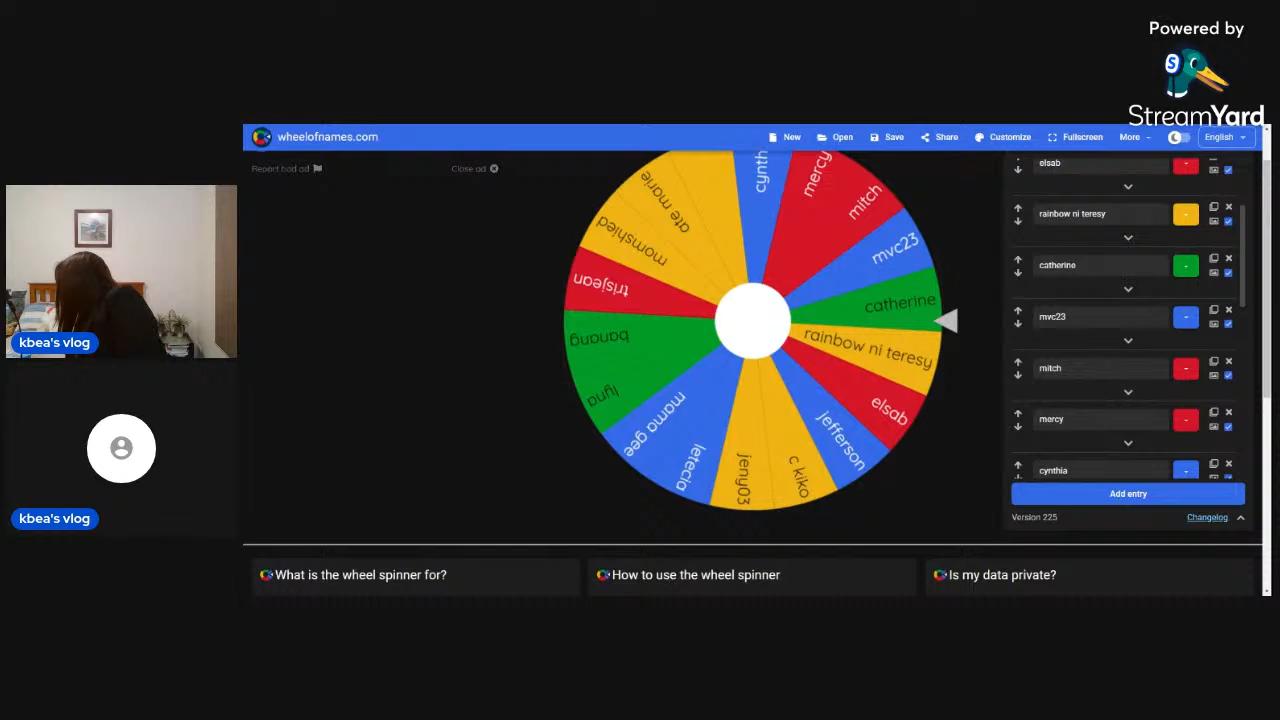 Powered by
StreamYard
wheelofnames.com
New
Open
Save
Share
Customize
Fullscreen
More
English
Report bad ad
Close ad
cynth
mercy
mitch
mvc23
catherine
rainbow ni teresy
elsab
jefferson
c kiko
jeny03
letecia
mama gee
lyna
banang
trisjean
momshied
ate marie
elsab
rainbow ni teresy
catherine
mvc23
mitch
mercy
cynthia
Add entry
Version 225
Changelog
kbea's vlog
kbea's vlog
What is the wheel spinner for?
How to use the wheel spinner
Is my data private?